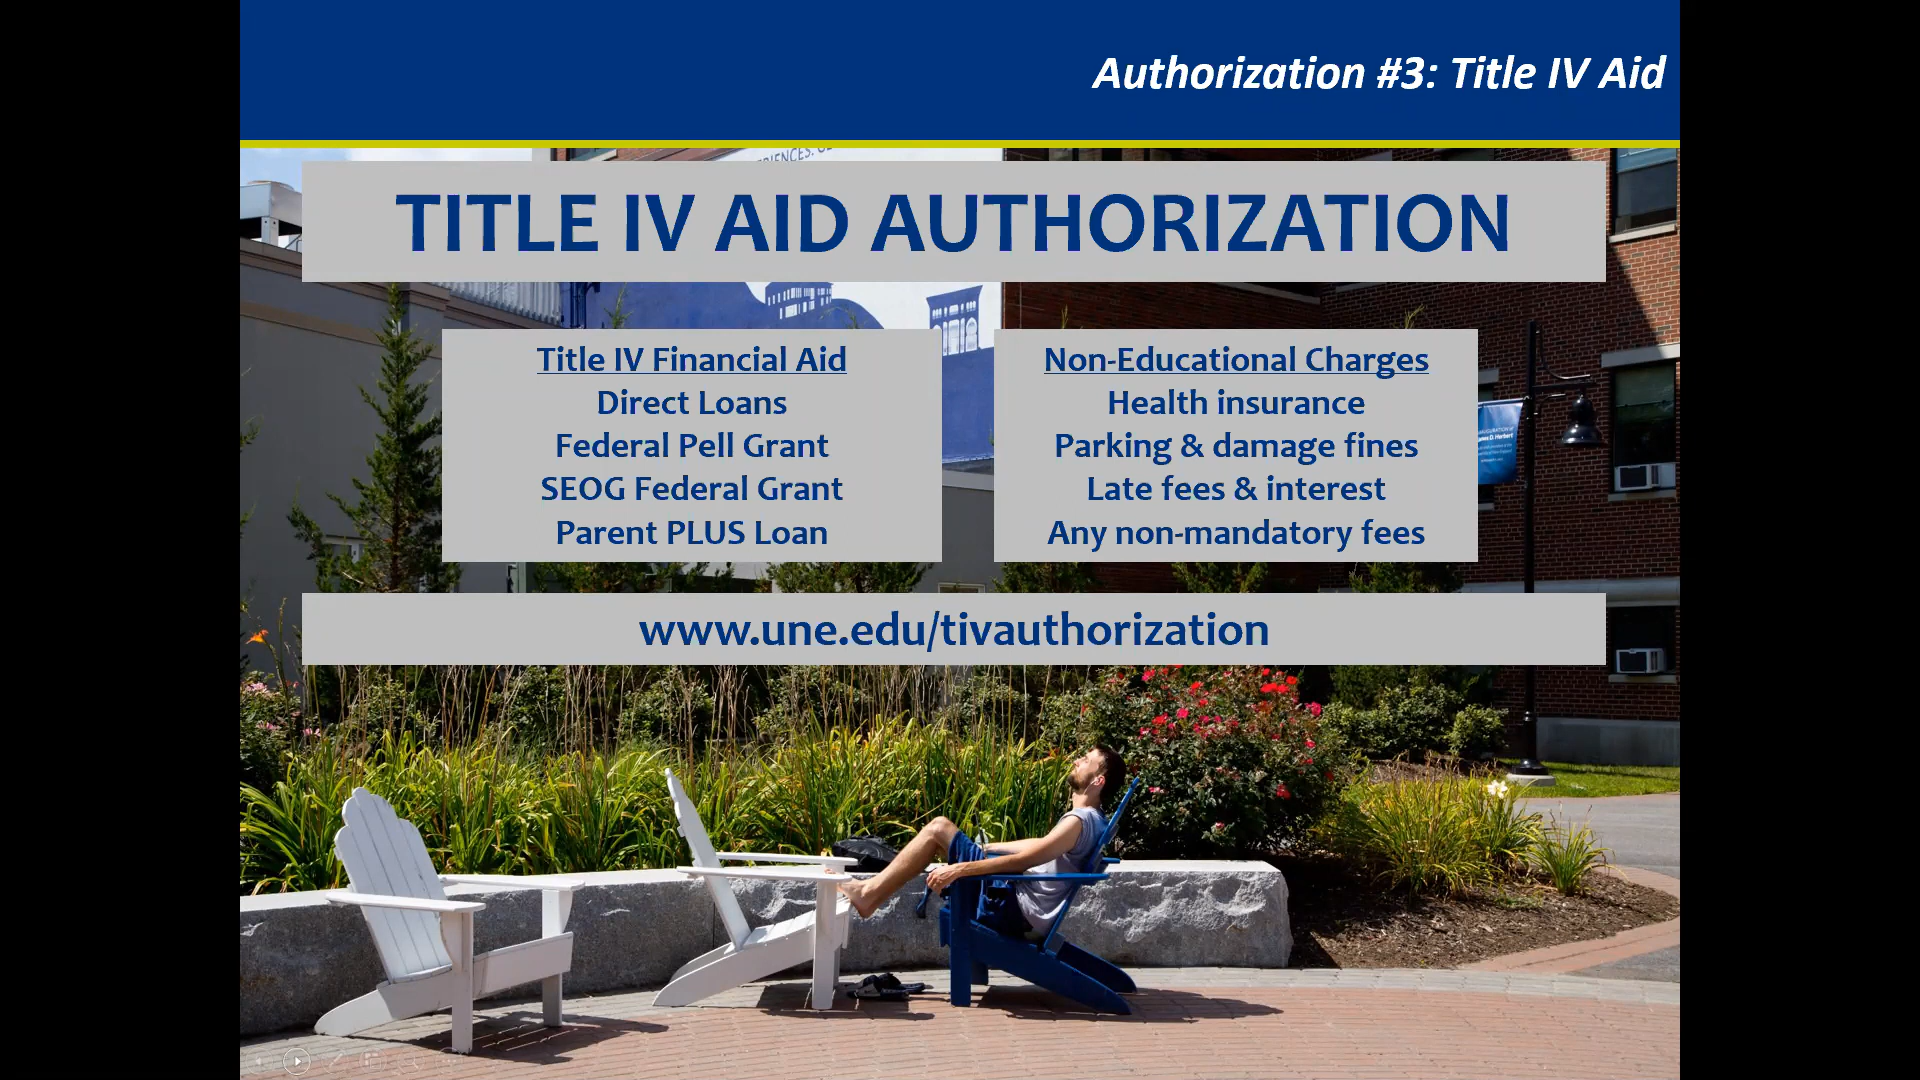 Authorization #3: Title IV Aid
TITLE IV AID AUTHORIZATION
Title IV Financial Aid
Direct Loans
Federal Pell Grant
SEOG Federal Grant
Parent PLUS Loan
Non-Educational Charges
Health insurance
Parking & damage fines
Late fees & interest
Any non-mandatory fees
www.une.edu/tivauthorization